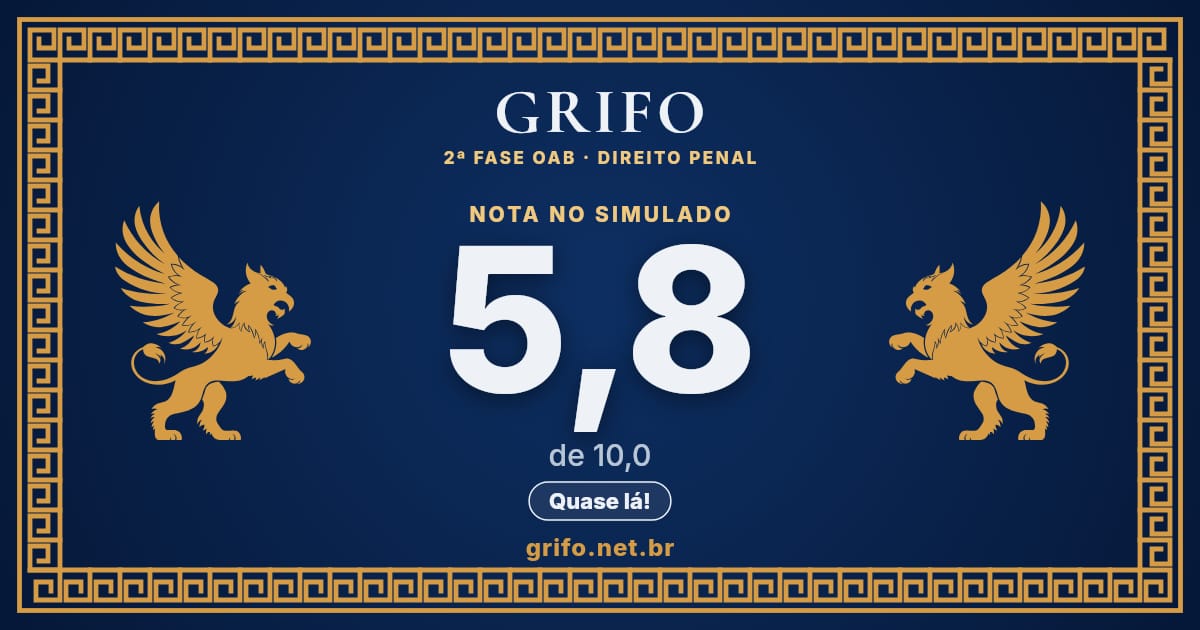 GRIFO
2ª FASE OAB · DIREITO PENAL
NOTA NO SIMULADO
5,8
de 10,0
Quase lá!
grifo.net.br